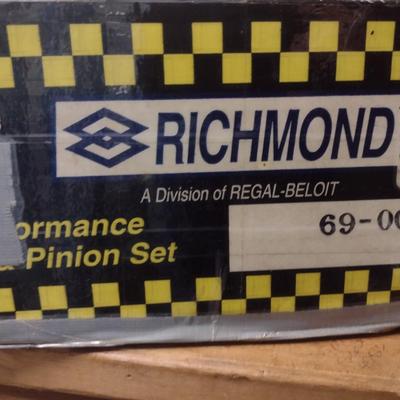 RICHMOND
A Division of REGAL-BELOIT
ormance
& Pinion Set
69-00